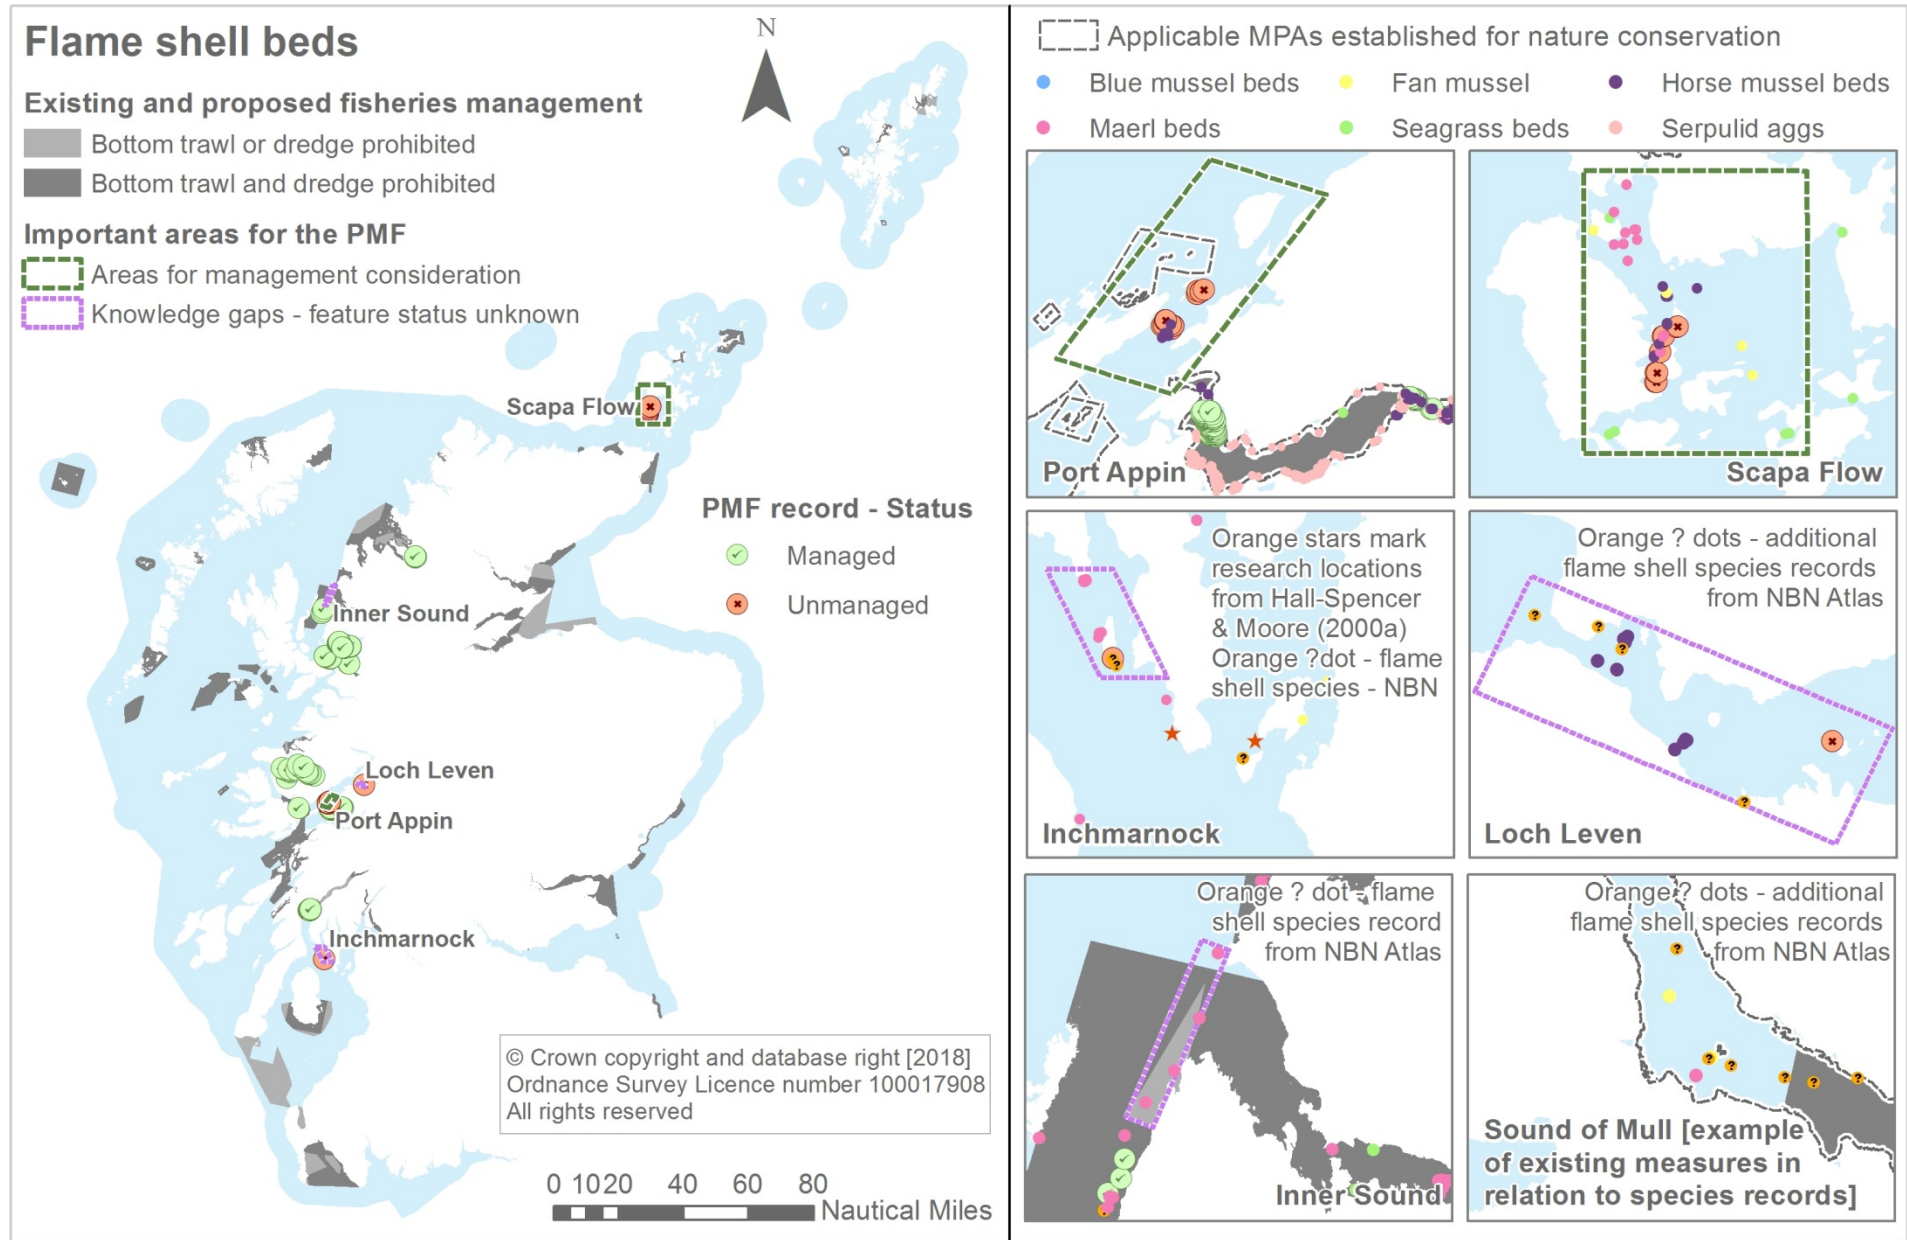 Flame shell beds
Existing and proposed fisheries management
Bottom trawl or dredge prohibited
Bottom trawl and dredge prohibited
Important areas for the PMF
Areas for management consideration
Knowledge gaps - feature status unknown
N
Scapa Flow
PMF record - Status
Managed
Unmanaged
Inner Sound
Loch Leven
Port Appin
Inchmarnock
© Crown copyright and database right [2018]
Ordnance Survey Licence number 100017908
All rights reserved
0 10 20 40 60 80
Nautical Miles
Applicable MPAs established for nature conservation
Blue mussel beds
Fan mussel
Horse mussel beds
Maerl beds
Seagrass beds
Serpulid aggs
Port Appin
Scapa Flow
Orange stars mark
research locations
from Hall-Spencer
& Moore (2000a)
Orange ?dot - flame
shell species - NBN
Inchmarnock
Orange ? dots - additional
flame shell species records
from NBN Atlas
Loch Leven
Orange ? dot - flame
shell species record
from NBN Atlas
Inner Sound
Orange ? dots - additional
flame shell species records
from NBN Atlas
Sound of Mull [example
of existing measures in
relation to species records]